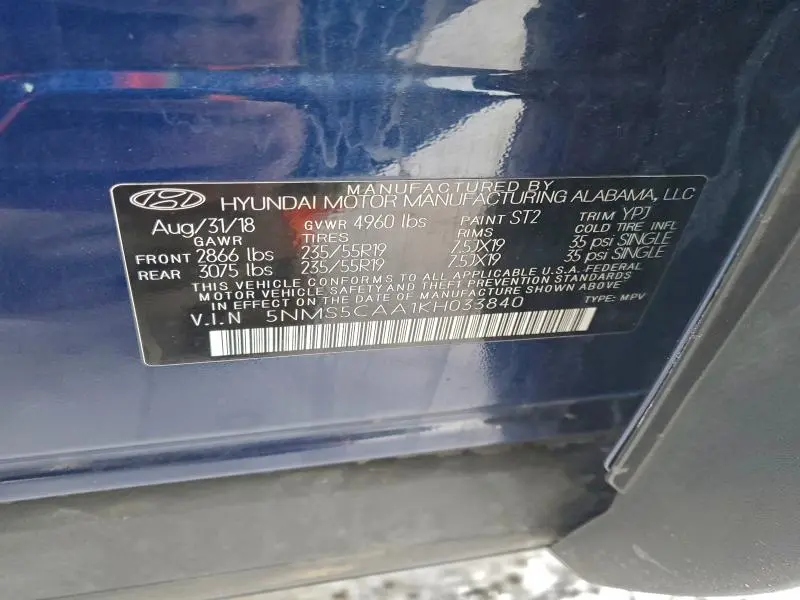 MANUFACTURED BY
HYUNDAI MOTOR MANUFACTURING ALABAMA, LLC
Aug/31/18 GVWR 4960 lbs PAINT ST2 TRIM YPJ
GAWR TIRES RIMS COLD TIRE INFL
FRONT 2866 lbs 235/55R19 7.5JX19 35 psi SINGLE
REAR 3075 lbs 235/55R19 7.5JX19 35 psi SINGLE
THIS VEHICLE CONFORMS TO ALL APPLICABLE U.S.A. FEDERAL
MOTOR VEHICLE SAFETY AND THEFT PREVENTION STANDARDS
IN EFFECT ON THE DATE OF MANUFACTURE SHOWN ABOVE
V.I.N 5NMS5CAA1KH033840 TYPE: MPV